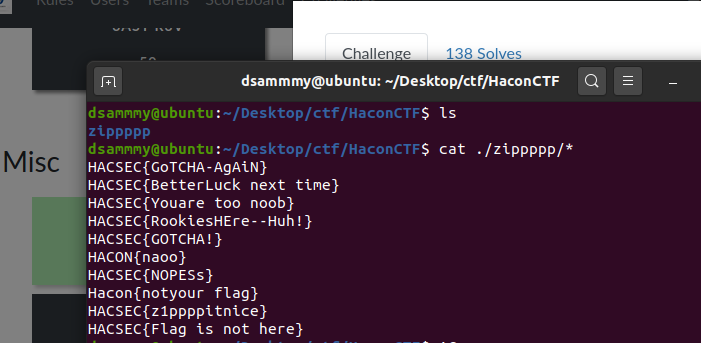 Rules Users Teams Scoreboard
Challenge 138 Solves
Misc
dsammmy@ubuntu: ~/Desktop/ctf/HaconCTF
dsammmy@ubuntu:~/Desktop/ctf/HaconCTF$ ls
zippppp
dsammmy@ubuntu:~/Desktop/ctf/HaconCTF$ cat ./zippppp/*
HACSEC{GoTCHA-AgAiN}
HACSEC{BetterLuck next time}
HACSEC{Youare too noob}
HACSEC{RookiesHEre--Huh!}
HACSEC{GOTCHA!}
HACON{naoo}
HACSEC{NOPESs}
Hacon{notyour flag}
HACSEC{z1ppppitnice}
HACSEC{Flag is not here}